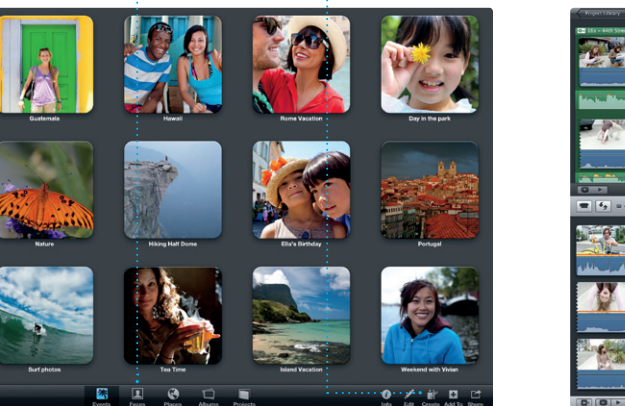 Guatemala
Hawaii
Rome Vacation
Day in the park
Nature
Hiking Half Dome
Ella's Birthday
Portugal
Surf photos
Tea Time
Island Vacation
Weekend with Vivian
Events Faces Places Albums Projects
Info Edit Create Add To Share
Project Library